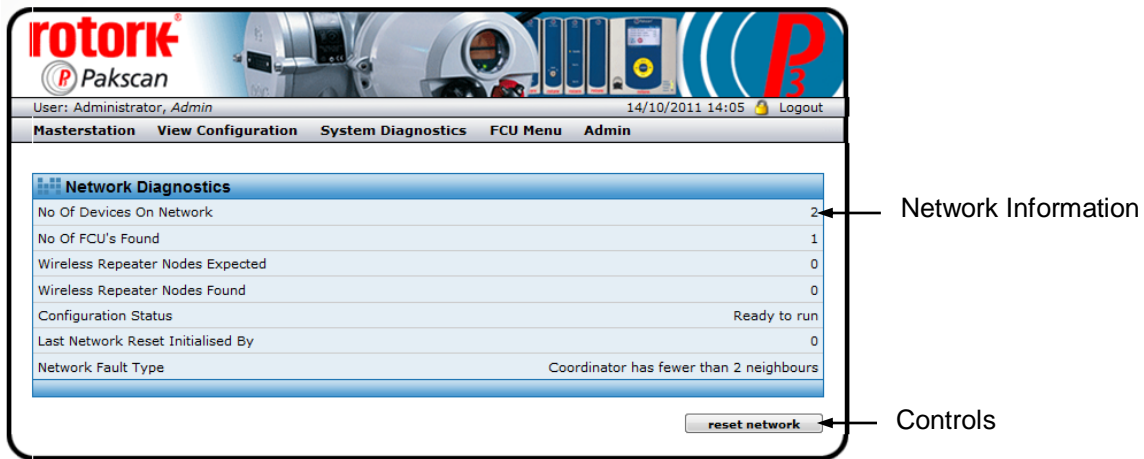 rotork®
Pakscan
P3
User: Administrator, Admin 14/10/2011 14:05 Logout
Masterstation View Configuration System Diagnostics FCU Menu Admin
Network Diagnostics
No Of Devices On Network 2
Network Information
No Of FCU's Found 1
Wireless Repeater Nodes Expected 0
Wireless Repeater Nodes Found 0
Configuration Status Ready to run
Last Network Reset Initialised By 0
Network Fault Type Coordinator has fewer than 2 neighbours
reset network
Controls